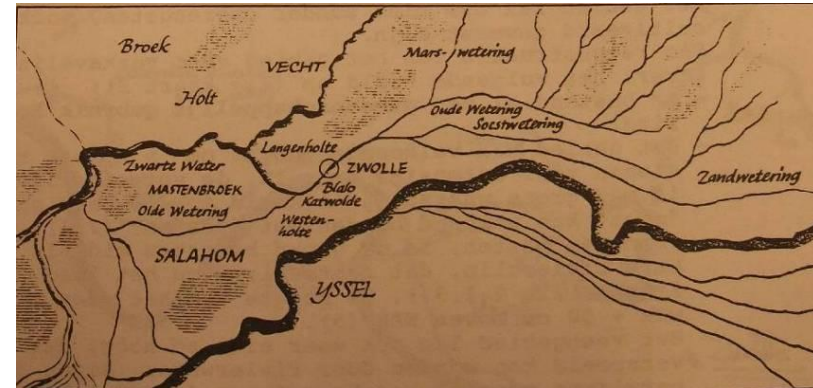 Broek
Mars-wetering
VECHT
Holt
Oude Wetering
Soestwetering
Langenholte
Zwarte Water
ZWOLLE
Zandwetering
MASTENBROEK
Blalo
Katwolde
Olde Wetering
Westen-
holte
SALAHOM
YSSEL